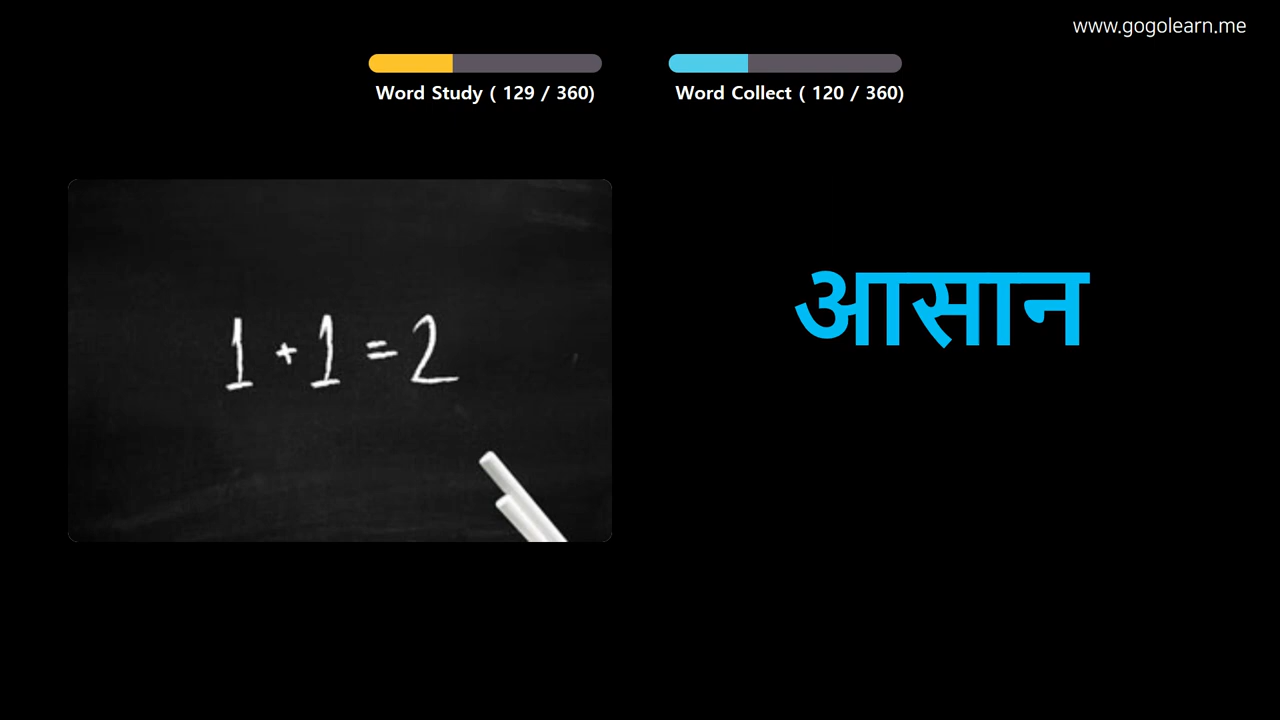 www.gogolearn.me
Word Study ( 129 / 360)
Word Collect ( 120 / 360)
आसान
1 + 1 = 2